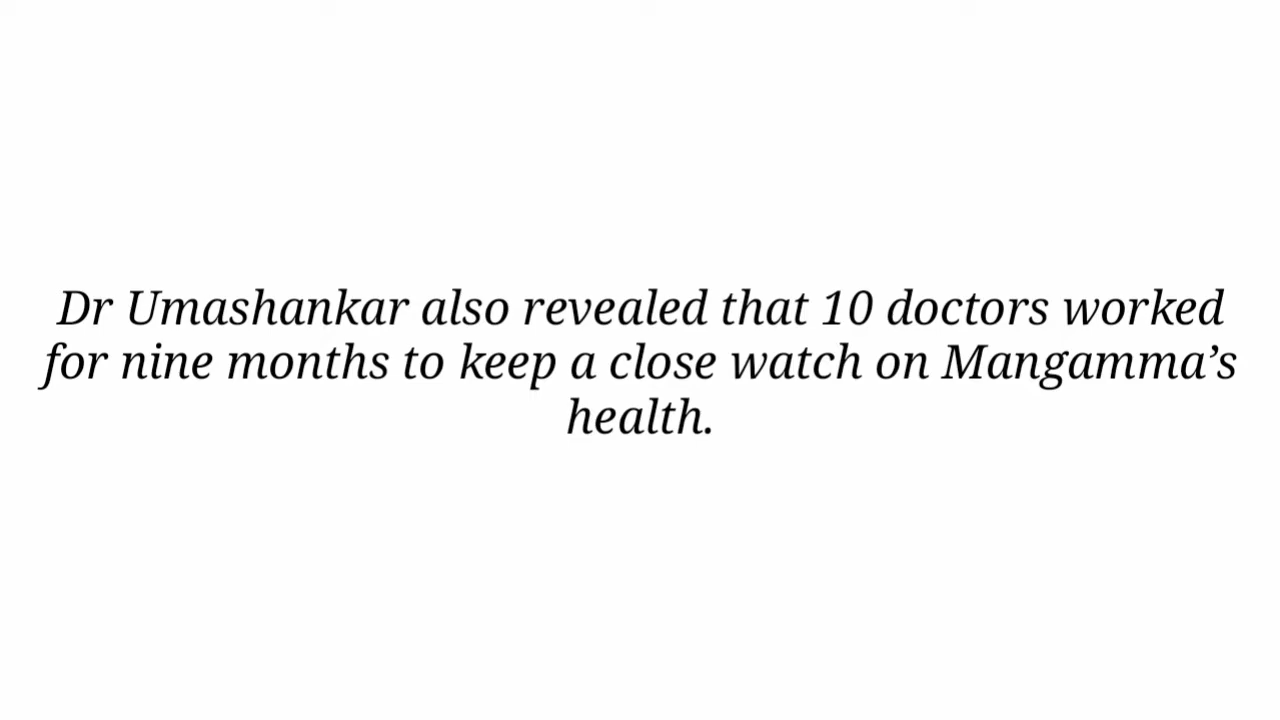 Dr Umashankar also revealed that 10 doctors worked
for nine months to keep a close watch on Mangamma’s
health.